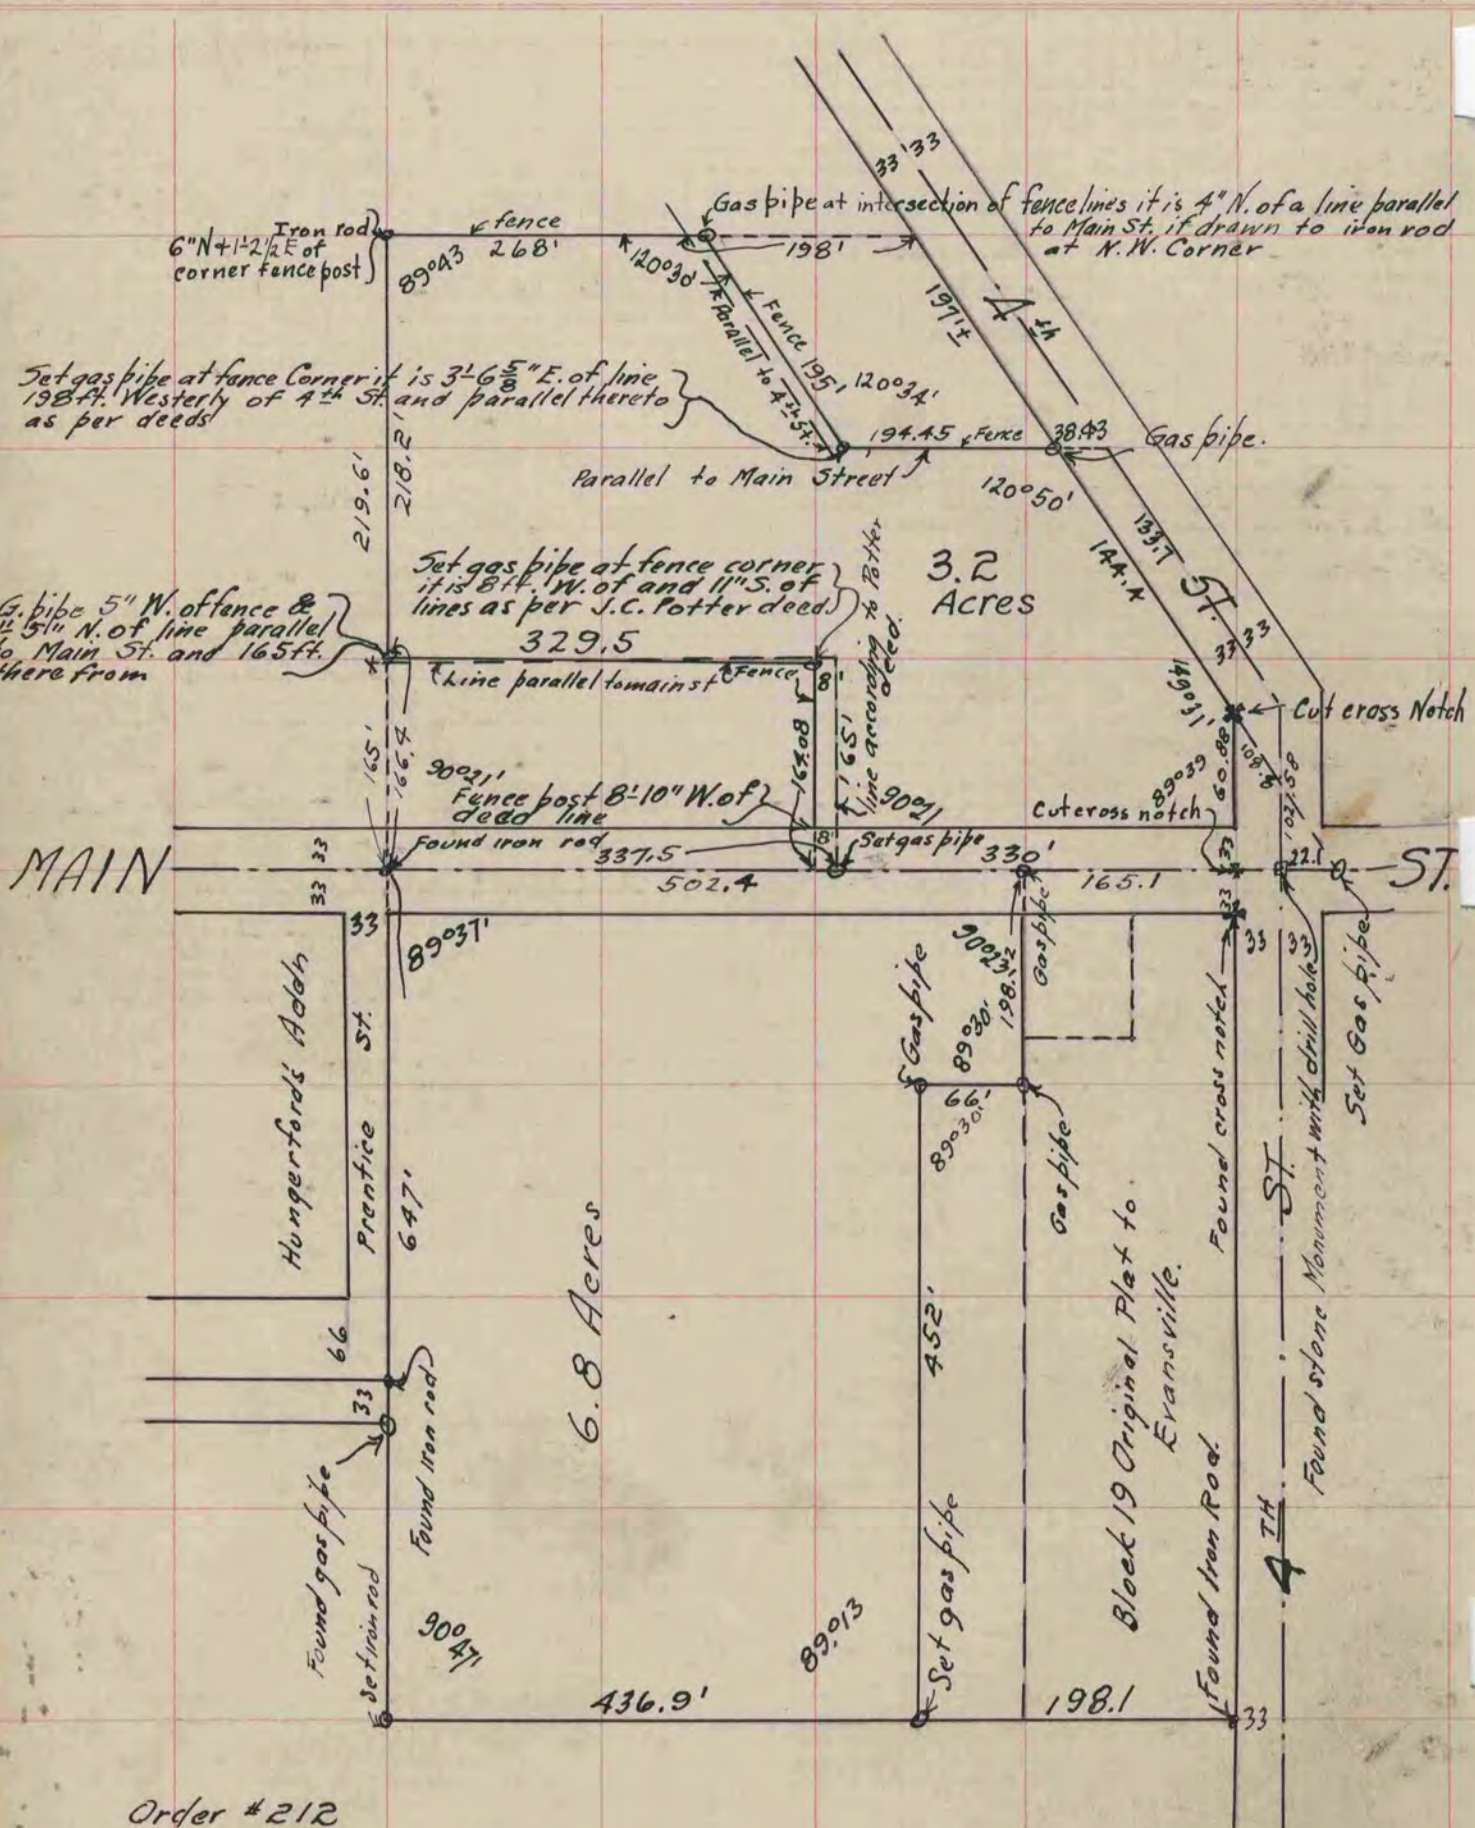 33' 33
Gas pipe at intersection of fence lines it is 4" N. of a line parallel
to Main St. if drawn to iron rod
at N.W. Corner
Iron rod
6" N + 1'-2 1/2 E of
corner fence post
fence
268'
89°43
120°30'
198'
197'±
4th
Parallel to 4th St.
Fence 195'
120°34'
Set gas pipe at fence Corner it is 3'-6 5/8" E. of line
198 ft. Westerly of 4th St. and parallel thereto
as per deeds
194.45
Fence
38.43
Gas pipe.
Parallel to Main Street
120°50'
219.6'
218.2'
133.7
144.4
ST.
33 33
Set gas pipe at fence corner
it is 8 ft. W. of and 11" S. of
lines as per J.C. Potter deed.
3.2
Acres
G. pipe 5" W. of fence &
5" N. of line parallel
to Main St. and 165 ft.
there from
329.5
Line parallel to main st
Fence
8'
line according to Potter
deed.
149°31'
Cut cross Notch
165'
166.4
164.08
165'
90°21'
Fence post 8'-10" W. of
deed line
90°21
89°39
60.88
108.2
102.58
Cut cross notch
MAIN
33
33
Found iron rod
337.5
8
Set gas pipe
330'
502.4
165.1
33
33
22.1
ST.
33
89°37'
90°23 1/2
198.1
Gas pipe
33
33
Gas pipe
89°30'
66'
89°30'
Gas pipe
Hungerford's Addn
Prentice St.
647'
6.8 Acres
452'
Block 19 Original Plat to
Evansville.
Found cross notch
Found Iron Rod.
4TH ST.
Found stone Monument with drill hole
Set Gas pipe
66
33
Found iron rod
Found gas pipe
set iron rod
90°47'
89°13
Set gas pipe
436.9'
198.1
33
Order #212